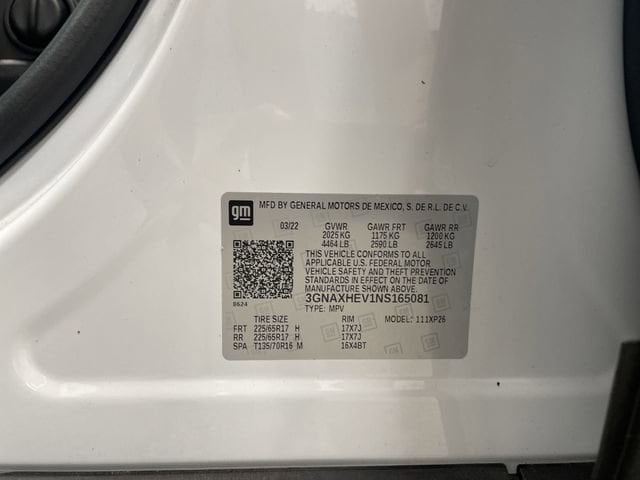 gm MFD BY GENERAL MOTORS DE MEXICO, S. DE R.L. DE C.V.
03/22 GVWR GAWR FRT GAWR RR
2025 KG 1175 KG 1200 KG
4464 LB 2590 LB 2645 LB
THIS VEHICLE CONFORMS TO ALL
APPLICABLE U.S. FEDERAL MOTOR
VEHICLE SAFETY AND THEFT PREVENTION
STANDARDS IN EFFECT ON THE DATE OF
MANUFACTURE SHOWN ABOVE.
3GNAXHEV1NS165081
8624 TYPE: MPV
TIRE SIZE RIM MODEL: 111XP26
FRT 225/65R17 H 17X7J
RR 225/65R17 H 17X7J
SPA T135/70R16 M 16X4BT